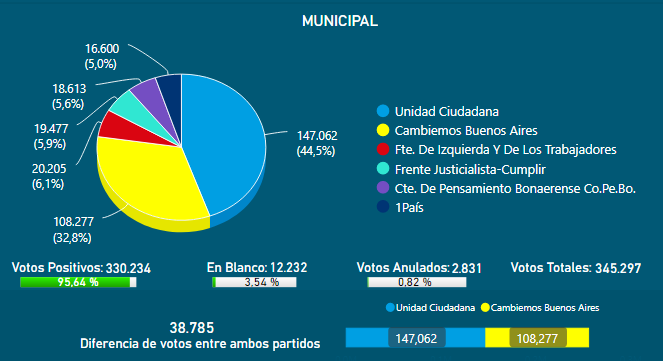 MUNICIPAL
16.600
(5,0%)
18.613
(5,6%)
19.477
(5,9%)
20.205
(6,1%)
108.277
(32,8%)
147.062
(44,5%)
Unidad Ciudadana
Cambiemos Buenos Aires
Fte. De Izquierda Y De Los Trabajadores
Frente Justicialista-Cumplir
Cte. De Pensamiento Bonaerense Co.Pe.Bo.
1País
Votos Positivos: 330.234
95,64 %
En Blanco: 12.232
3,54 %
Votos Anulados: 2.831
0,82 %
Votos Totales: 345.297
38.785
Diferencia de votos entre ambos partidos
Unidad Ciudadana Cambiemos Buenos Aires
147,062 108,277